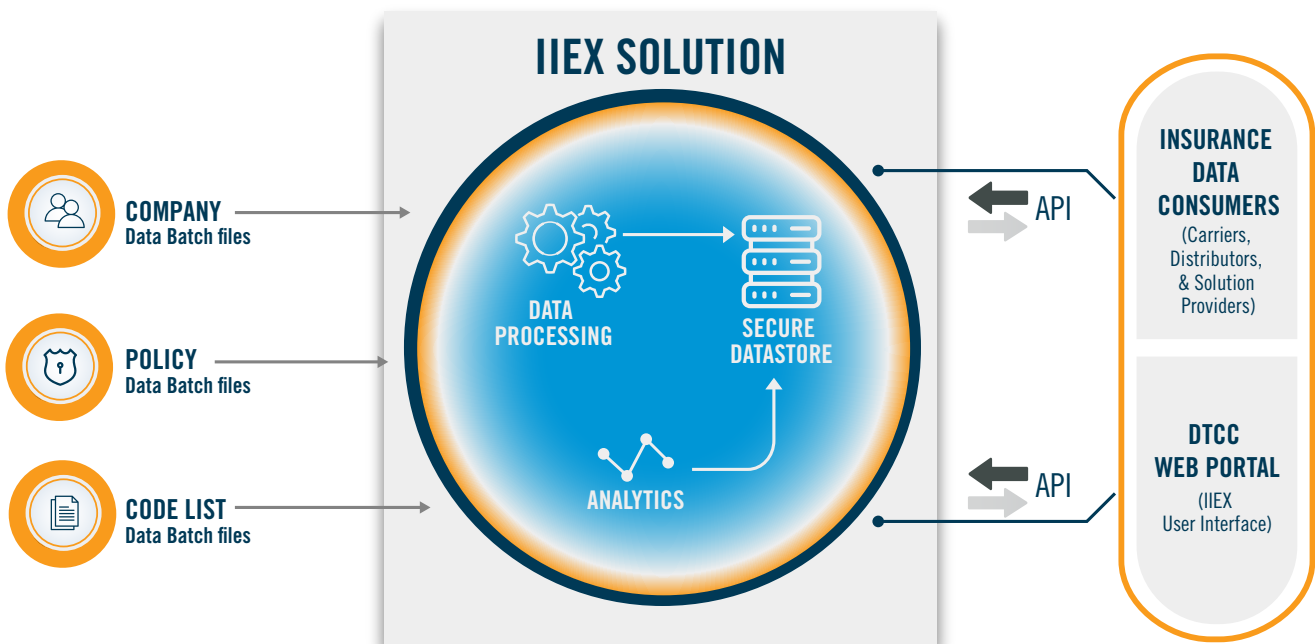 IIEX SOLUTION
COMPANY
Data Batch files
POLICY
Data Batch files
CODE LIST
Data Batch files
DATA
PROCESSING
SECURE
DATASTORE
ANALYTICS
API
API
INSURANCE
DATA
CONSUMERS
(Carriers,
Distributors,
& Solution
Providers)
DTCC
WEB PORTAL
(IIEX
User Interface)